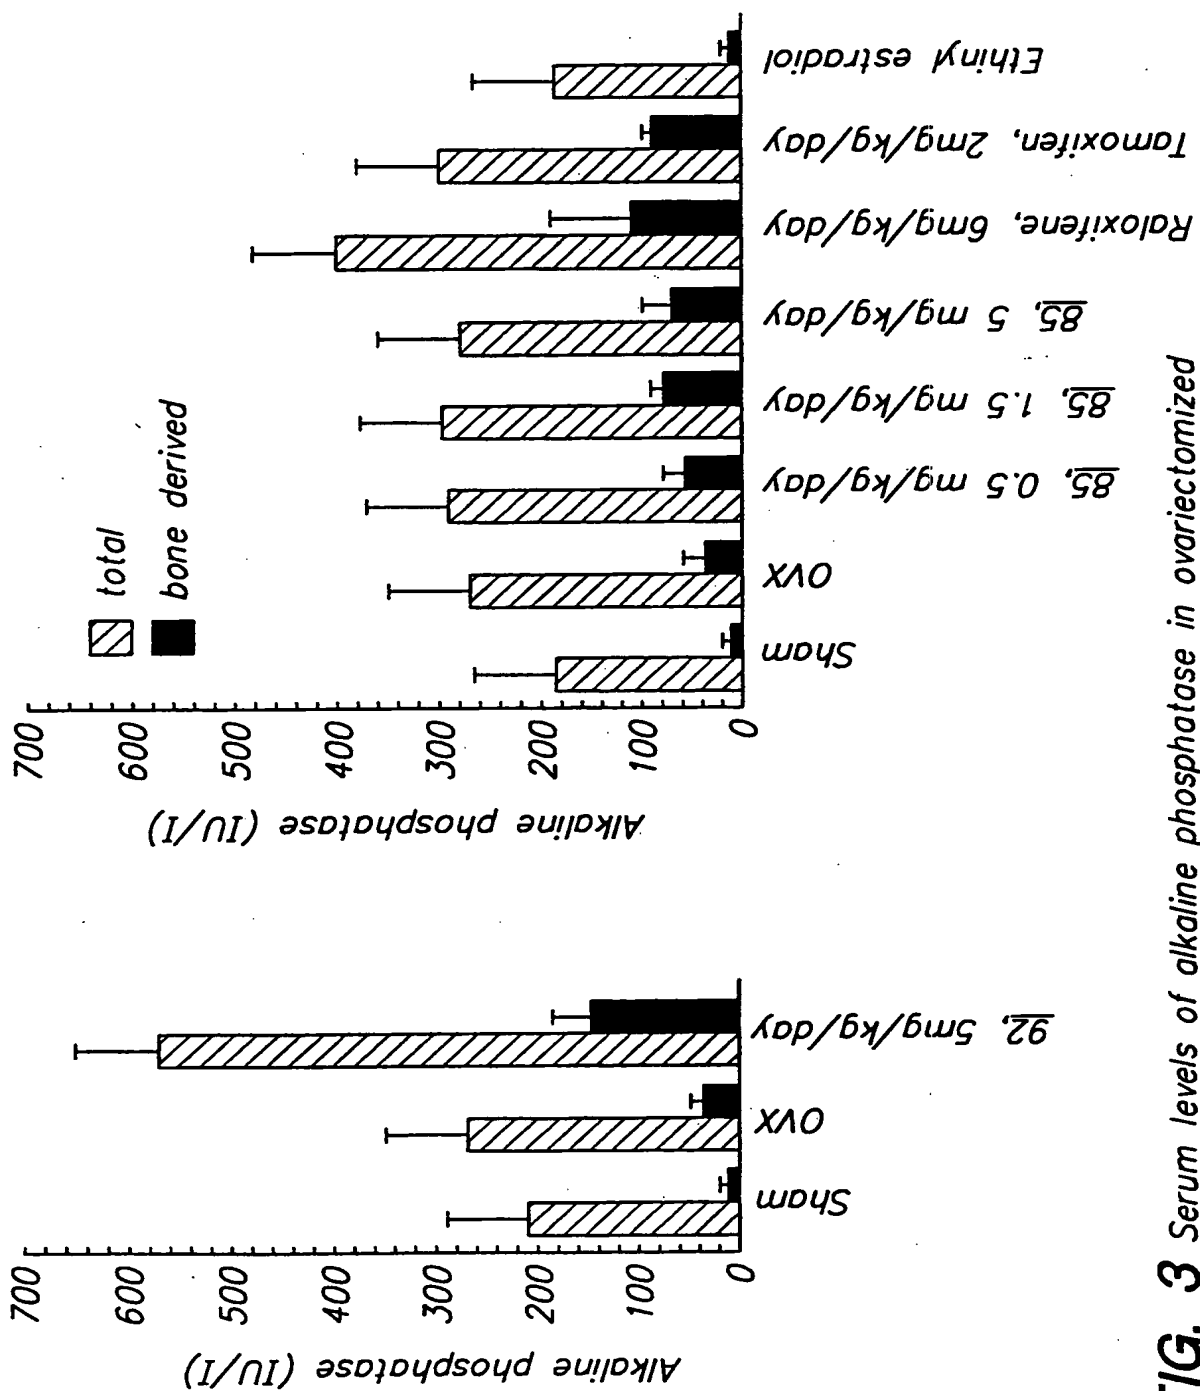 Alkaline phosphatase (IU/I)
700
600
500
400
300
200
100
0
Sham
OVX
92, 5mg/kg/day
Alkaline phosphatase (IU/I)
700
600
500
400
300
200
100
0
total
bone derived
Sham
OVX
85, 0.5 mg/kg/day
85, 1.5 mg/kg/day
85, 5 mg/kg/day
Raloxifene, 6mg/kg/day
Tamoxifen, 2mg/kg/day
Ethinyl estradiol
FIG. 3 Serum levels of alkaline phosphatase in ovariectomized